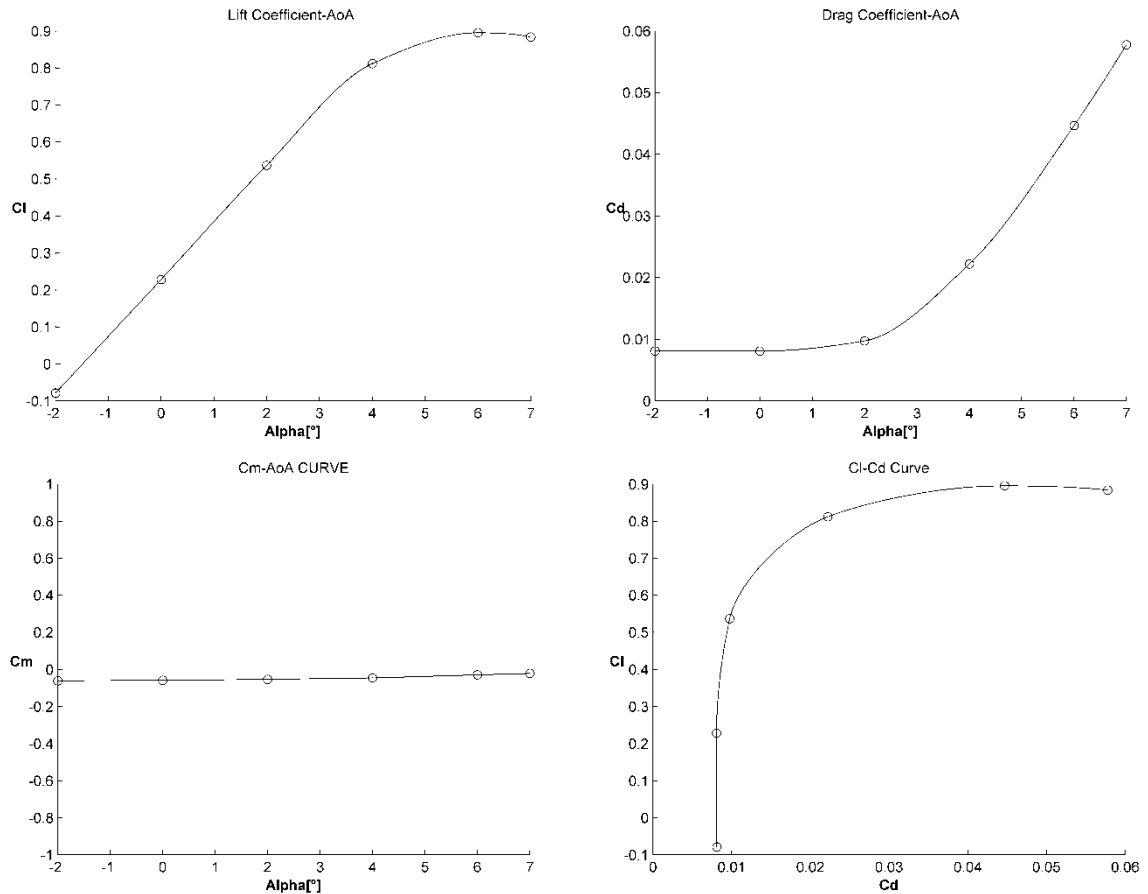 Lift Coefficient-AoA
0.9
0.8
0.7
0.6
0.5
Cl
0.4
0.3
0.2
0.1
0
-0.1
-2 -1 0 1 2 3 4 5 6 7
Alpha[°]
Drag Coefficient-AoA
0.06
0.05
0.04
Cd
0.03
0.02
0.01
0
-2 -1 0 1 2 3 4 5 6 7
Alpha[°]
Cm-AoA CURVE
1
0.8
0.6
0.4
0.2
Cm
0
-0.2
-0.4
-0.6
-0.8
-1
-2 -1 0 1 2 3 4 5 6 7
Alpha[°]
Cl-Cd Curve
0.9
0.8
0.7
0.6
0.5
Cl
0.4
0.3
0.2
0.1
0
-0.1
0 0.01 0.02 0.03 0.04 0.05 0.06
Cd